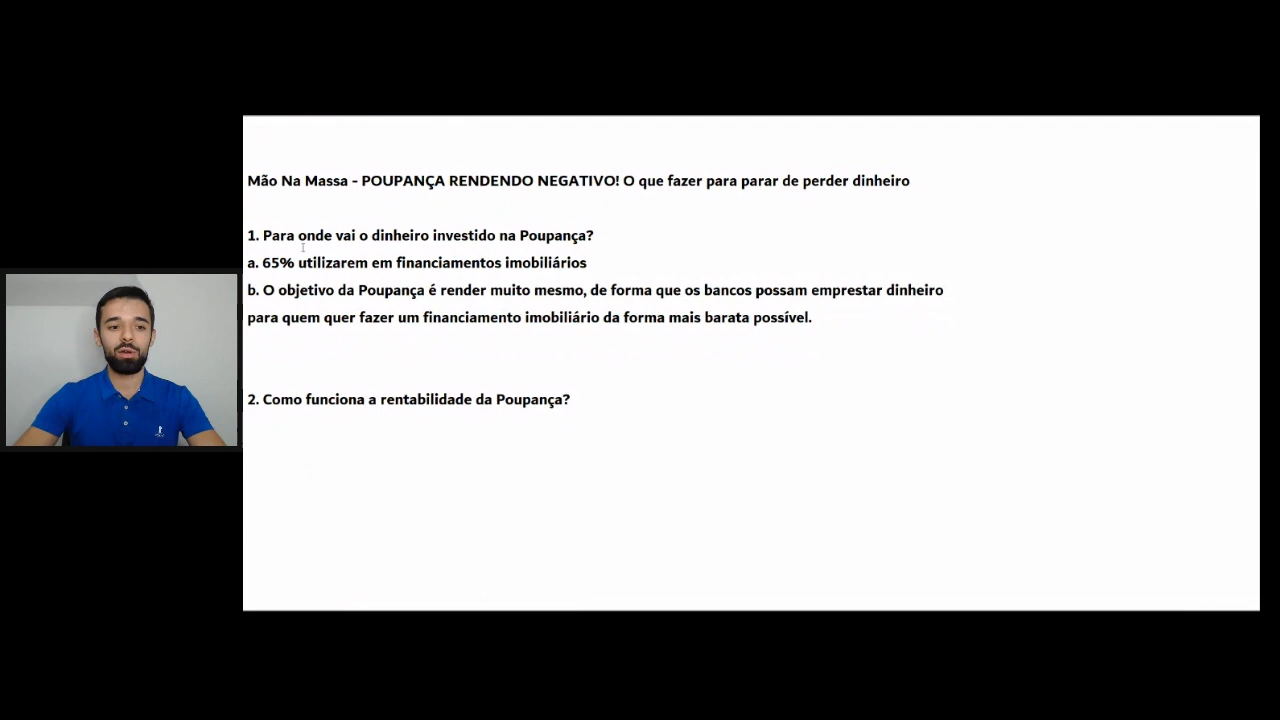 Mão Na Massa - POUPANÇA RENDENDO NEGATIVO! O que fazer para parar de perder dinheiro
1. Para onde vai o dinheiro investido na Poupança?
a. 65% utilizarem em financiamentos imobiliários
b. O objetivo da Poupança é render muito mesmo, de forma que os bancos possam emprestar dinheiro
para quem quer fazer um financiamento imobiliário da forma mais barata possível.
2. Como funciona a rentabilidade da Poupança?